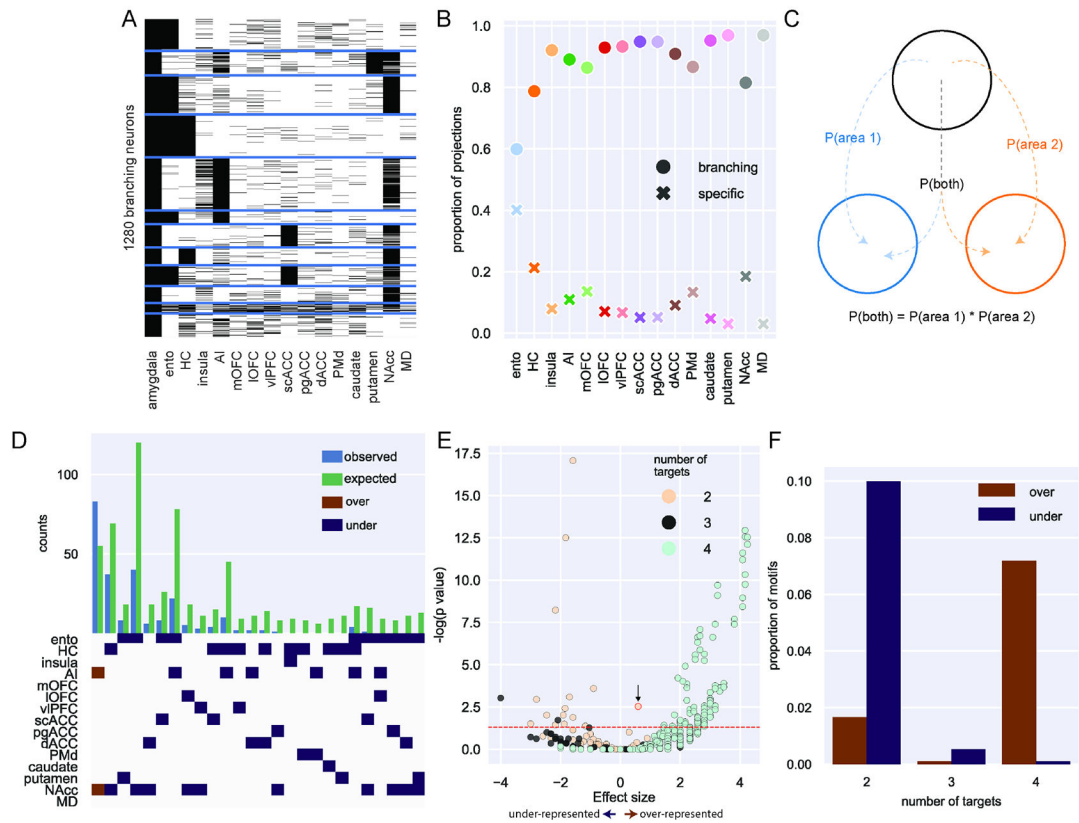 A
1280 branching neurons
amygdala
ento
HC
insula
AI
mOFC
lOFC
vlPFC
scACC
pgACC
dACC
PMd
caudate
putamen
NAcc
MD
B
proportion of projections
1.0
0.8
0.6
0.4
0.2
0.0
branching
specific
ento
HC
insula
AI
mOFC
lOFC
vlPFC
scACC
pgACC
dACC
PMd
caudate
putamen
NAcc
MD
C
P(area 1)
P(area 2)
P(both)
P(both) = P(area 1) * P(area 2)
D
counts
100
50
observed
expected
over
under
ento
HC
insula
AI
mOFC
lOFC
vlPFC
scACC
pgACC
dACC
PMd
caudate
putamen
NAcc
MD
E
-log(p value)
17.5
15.0
12.5
10.0
7.5
5.0
2.5
0.0
number of
targets
2
3
4
−4
−2
0
2
4
Effect size
under-represented
over-represented
F
proportion of motifs
0.10
0.08
0.06
0.04
0.02
0.00
over
under
2
3
4
number of targets